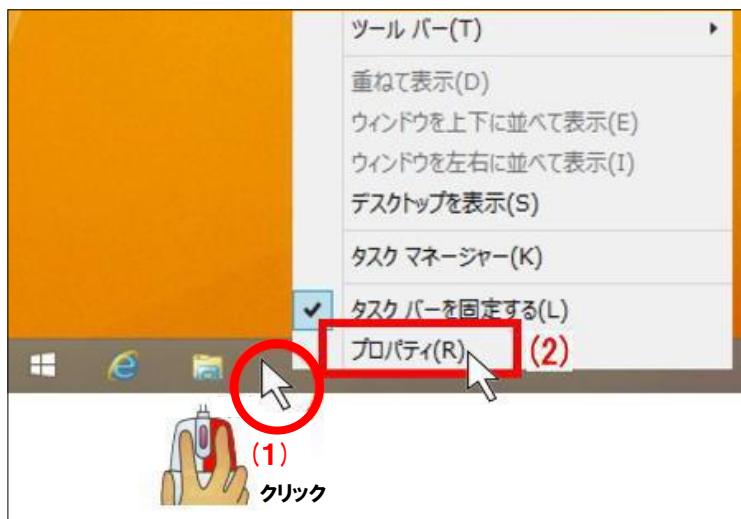 ツール バー(T)
重ねて表示(D)
ウィンドウを上下に並べて表示(E)
ウィンドウを左右に並べて表示(I)
デスクトップを表示(S)
タスク マネージャー(K)
タスク バーを固定する(L)
プロパティ(R)
(2)
(1)
クリック